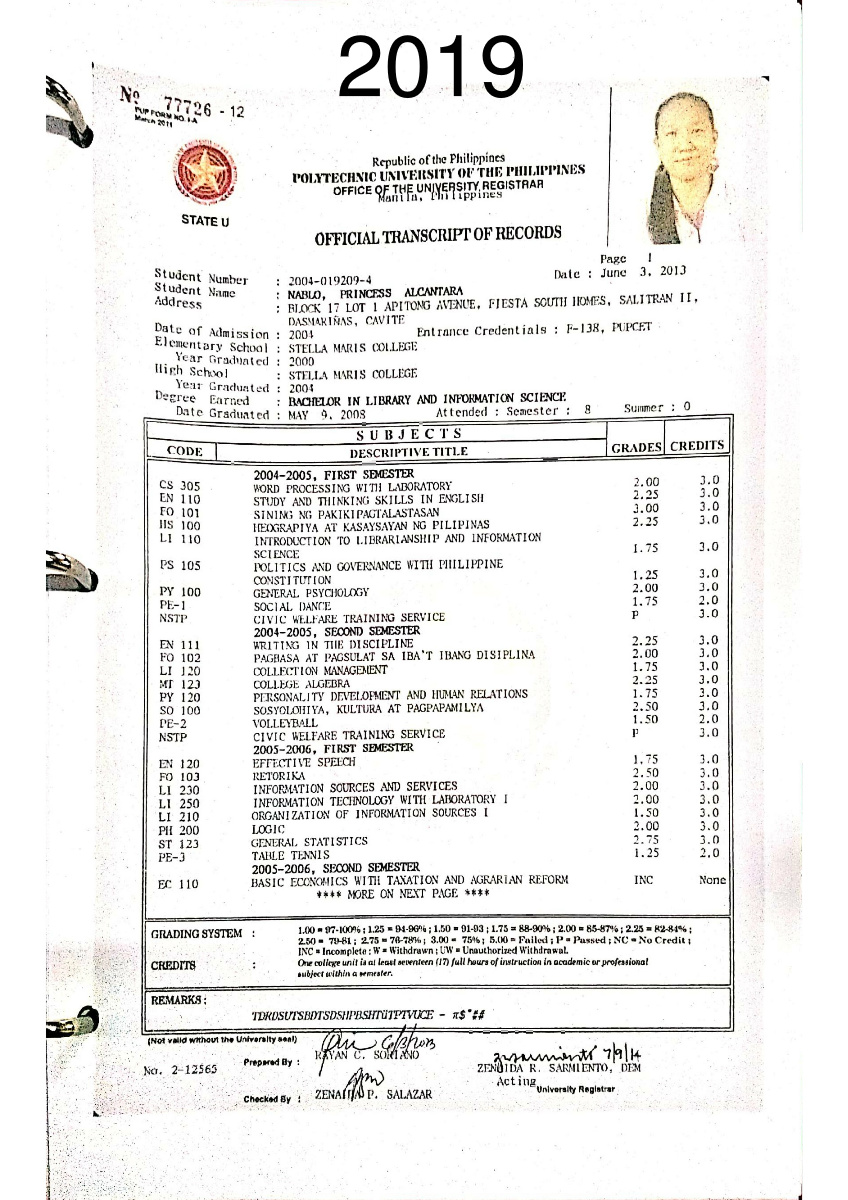 2019
No. 77726 - 12
PUP FORM NO. 1-A
March 2011
Republic of the Philippines
POLYTECHNIC UNIVERSITY OF THE PHILIPPINES
OFFICE OF THE UNIVERSITY REGISTRAR
Manila, Philippines
STATE U
OFFICIAL TRANSCRIPT OF RECORDS
Page 1
Student Number : 2004-019209-4 Date : June 3, 2013
Student Name : NABLO, PRINCESS ALCANTARA
Address : BLOCK 17 LOT 1 APITONG AVENUE, FIESTA SOUTH HOMES, SALITRAN II,
DASMARIÑAS, CAVITE
Date of Admission : 2004 Entrance Credentials : F-138, PUPCET
Elementary School : STELLA MARIS COLLEGE
Year Graduated : 2000
High School : STELLA MARIS COLLEGE
Year Graduated : 2004
Degree Earned : BACHELOR IN LIBRARY AND INFORMATION SCIENCE
Date Graduated : MAY 9, 2008 Attended : Semester : 8 Summer : 0
SUBJECTS
CODE DESCRIPTIVE TITLE GRADES CREDITS
2004-2005, FIRST SEMESTER
CS 305 WORD PROCESSING WITH LABORATORY 2.00 3.0
EN 110 STUDY AND THINKING SKILLS IN ENGLISH 2.25 3.0
FO 101 SINING NG PAKIKIPAGTALASTASAN 3.00 3.0
HS 100 HEOGRAPIYA AT KASAYSAYAN NG PILIPINAS 2.25 3.0
LI 110 INTRODUCTION TO LIBRARIANSHIP AND INFORMATION
SCIENCE 1.75 3.0
PS 105 POLITICS AND GOVERNANCE WITH PHILIPPINE
CONSTITUTION 1.25 3.0
PY 100 GENERAL PSYCHOLOGY 2.00 3.0
PE-1 SOCIAL DANCE 1.75 2.0
NSTP CIVIC WELFARE TRAINING SERVICE P 3.0
2004-2005, SECOND SEMESTER
EN 111 WRITING IN THE DISCIPLINE 2.25 3.0
FO 102 PAGBASA AT PAGSULAT SA IBA'T IBANG DISIPLINA 2.00 3.0
LI 120 COLLECTION MANAGEMENT 1.75 3.0
MT 123 COLLEGE ALGEBRA 2.25 3.0
PY 120 PERSONALITY DEVELOPMENT AND HUMAN RELATIONS 1.75 3.0
SO 100 SOSYOLOHIYA, KULTURA AT PAGPAPAMILYA 2.50 3.0
PE-2 VOLLEYBALL 1.50 2.0
NSTP CIVIC WELFARE TRAINING SERVICE P 3.0
2005-2006, FIRST SEMESTER
EN 120 EFFECTIVE SPEECH 1.75 3.0
FO 103 RETORIKA 2.50 3.0
LI 230 INFORMATION SOURCES AND SERVICES 2.00 3.0
LI 250 INFORMATION TECHNOLOGY WITH LABORATORY I 2.00 3.0
LI 210 ORGANIZATION OF INFORMATION SOURCES I 1.50 3.0
PH 200 LOGIC 2.00 3.0
ST 123 GENERAL STATISTICS 2.75 3.0
PE-3 TABLE TENNIS 1.25 2.0
2005-2006, SECOND SEMESTER
EC 110 BASIC ECONOMICS WITH TAXATION AND AGRARIAN REFORM INC None
**** MORE ON NEXT PAGE ****
GRADING SYSTEM : 1.00 = 97-100% ; 1.25 = 94-96% ; 1.50 = 91-93 ; 1.75 = 88-90% ; 2.00 = 85-87% ; 2.25 = 82-84% ;
2.50 = 79-81 ; 2.75 = 76-78% ; 3.00 = 75% ; 5.00 = Failed ; P = Passed ; NC = No Credit ;
INC = Incomplete ; W = Withdrawn ; UW = Unauthorized Withdrawal.
CREDITS : One college unit is at least seventeen (17) full hours of instruction in academic or professional
subject within a semester.
REMARKS :
(Not valid without the University seal)
6/3/2013
Prepared By : RAYAN C. SORIANO
7/9/14
No. 2-12565 ZENAIDA R. SARMIENTO, DEM
Acting University Registrar
Checked By : ZENAIDA P. SALAZAR